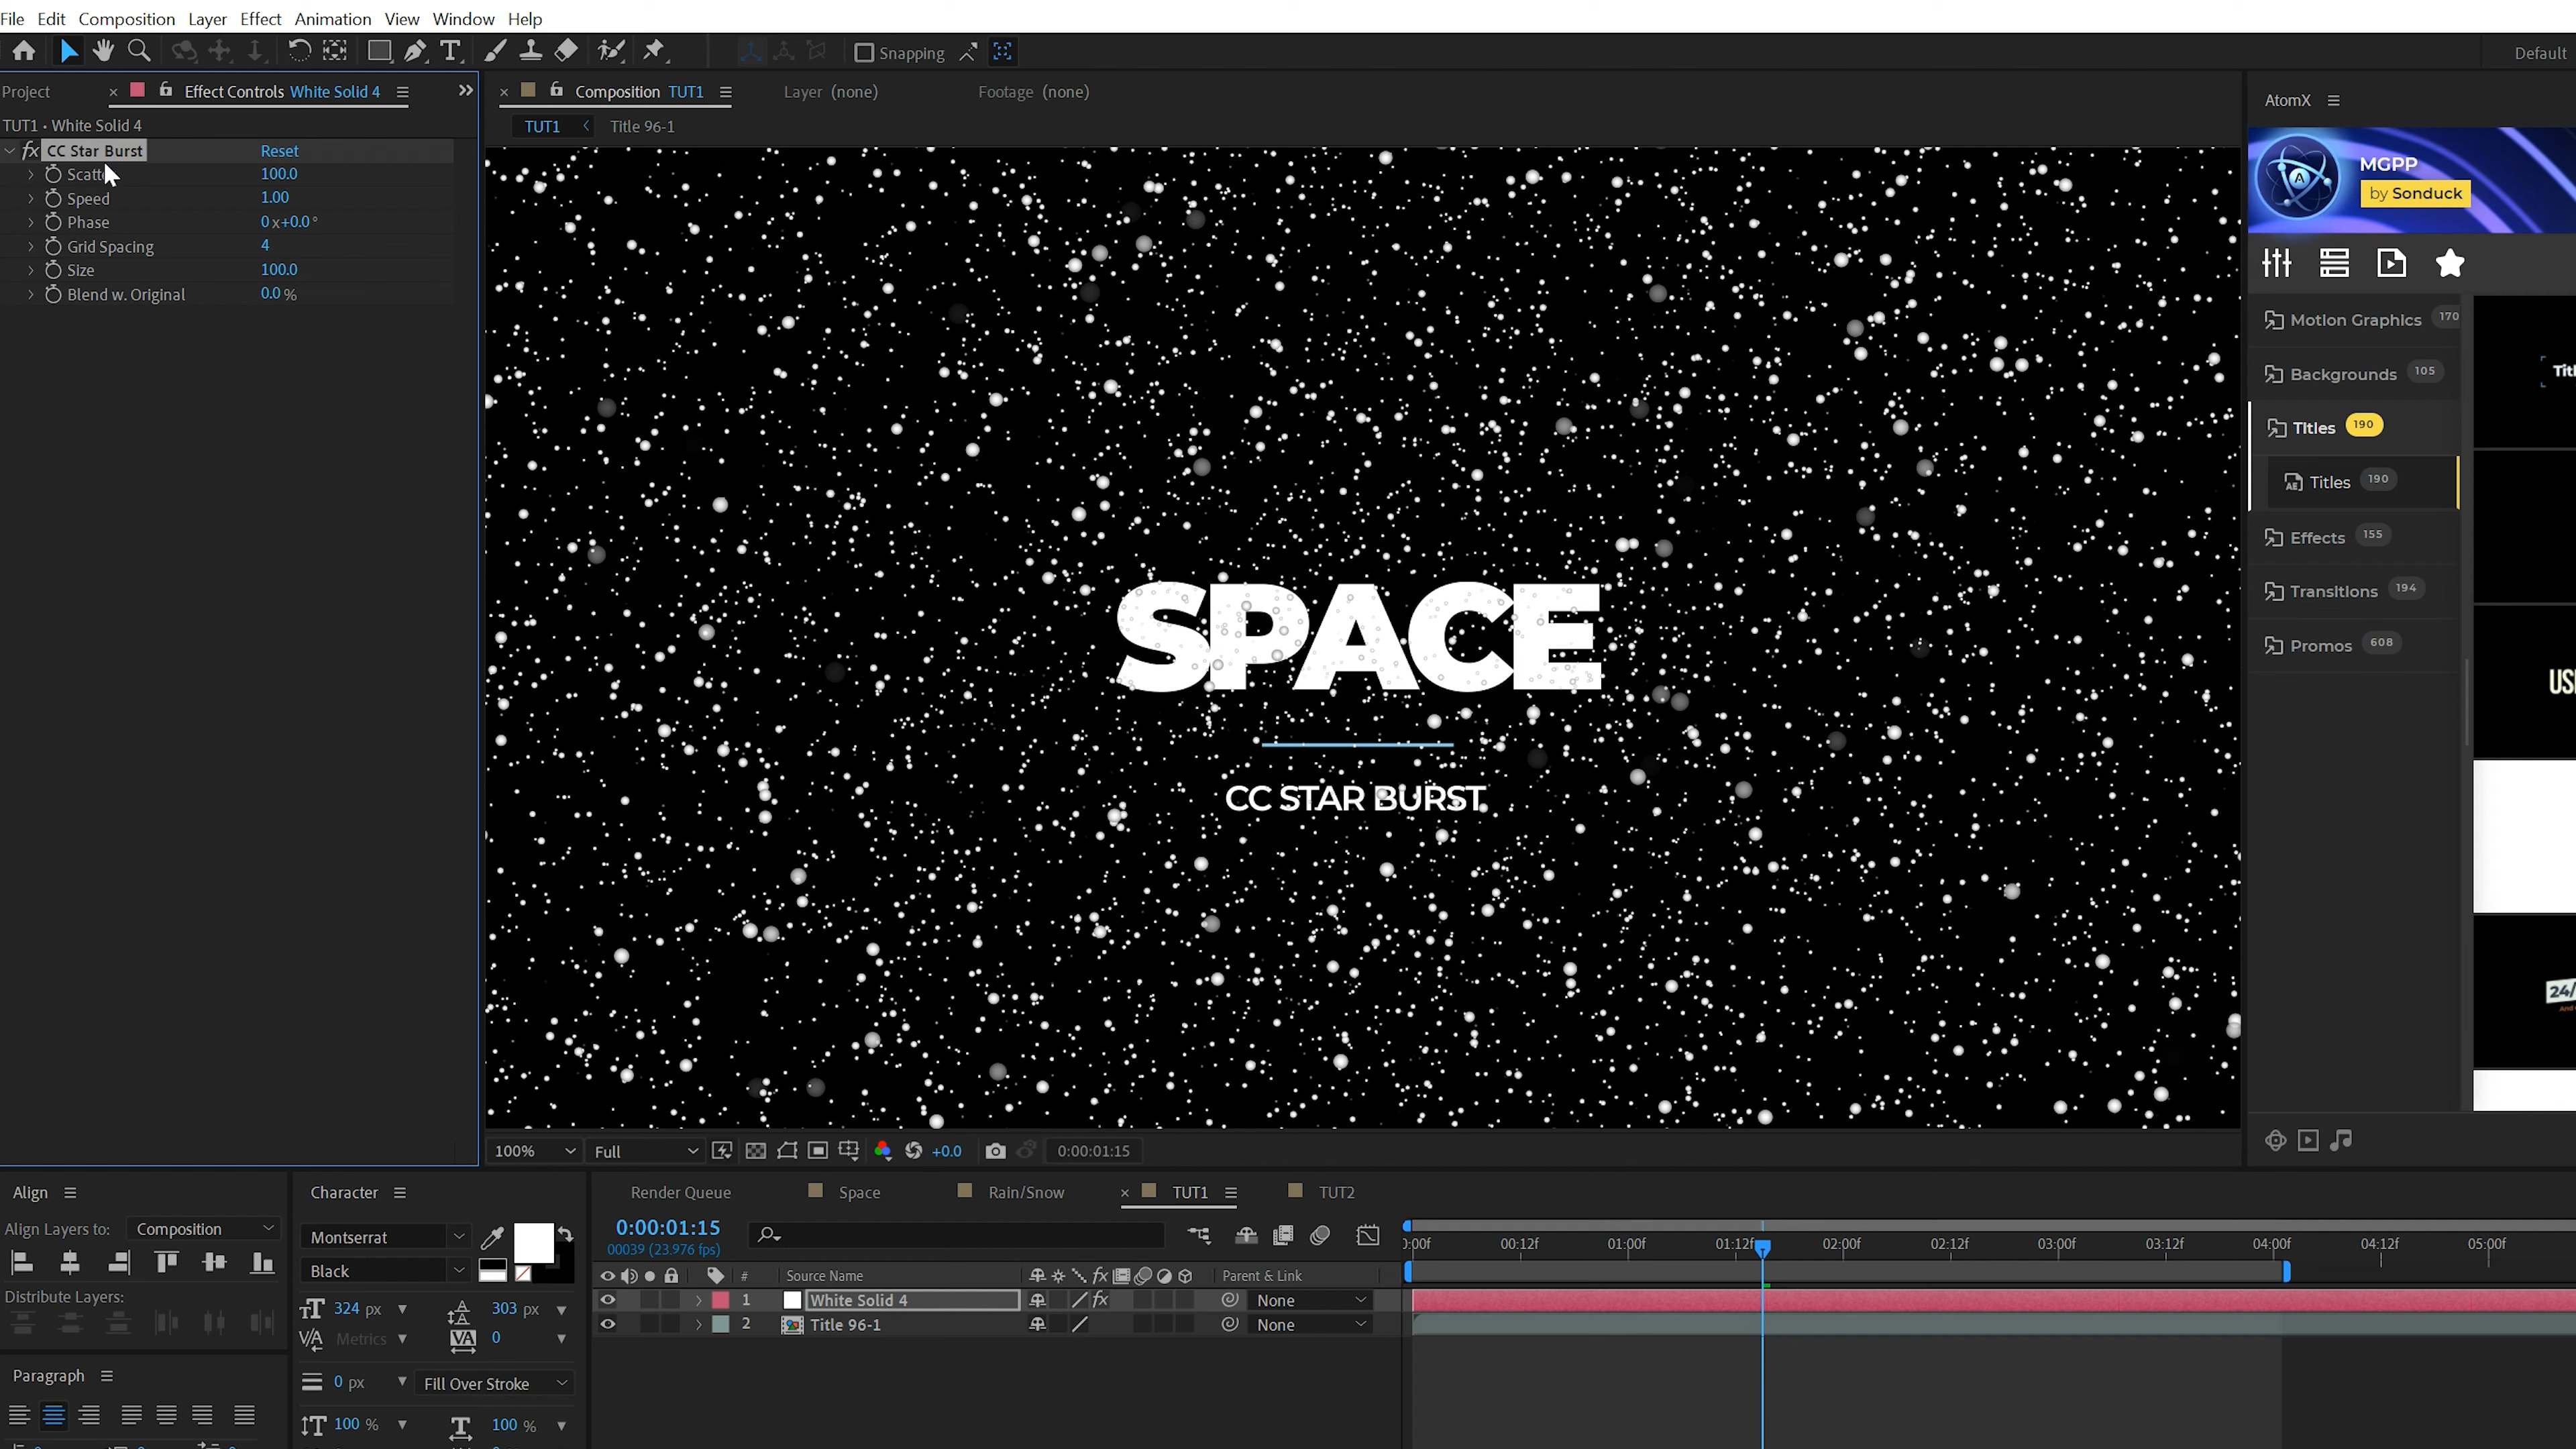 File Edit Composition Layer Effect Animation View Window Help
Snapping
Default
Project
Effect Controls White Solid 4
TUT1 • White Solid 4
fx CC Star Burst Reset
Scatt 100.0
Speed 1.00
Phase 0x+0.0°
Grid Spacing 4
Size 100.0
Blend w. Original 0.0 %
Composition TUT1
Layer (none)
Footage (none)
TUT1
Title 96-1
SPACE
CC STAR BURST
100%
Full
+0.0
0:00:01:15
AtomX
MGPP
by Sonduck
Motion Graphics 170
Backgrounds 105
Titles 190
Titles 190
Effects 155
Transitions 194
Promos 608
24/
Align
Align Layers to: Composition
Distribute Layers:
Paragraph
Character
Montserrat
Black
324 px
303 px
Metrics
0
0 px
Fill Over Stroke
100 %
100 %
Render Queue
Space
Rain/Snow
TUT1
TUT2
0:00:01:15
00039 (23.976 fps)
# Source Name
fx
Parent & Link
1 White Solid 4
fx
None
2 Title 96-1
None
):00f 00:12f 01:00f 01:12f 02:00f 02:12f 03:00f 03:12f 04:00f 04:12f 05:00f